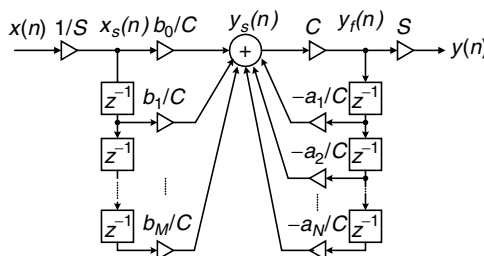 x(n) 1/S x_s(n) b_0/C y_s(n) C y_f(n) S y(n)
+
z^{-1} b_1/C -a_1/C z^{-1}
z^{-1} -a_2/C z^{-1}
z^{-1} b_M/C -a_N/C z^{-1}